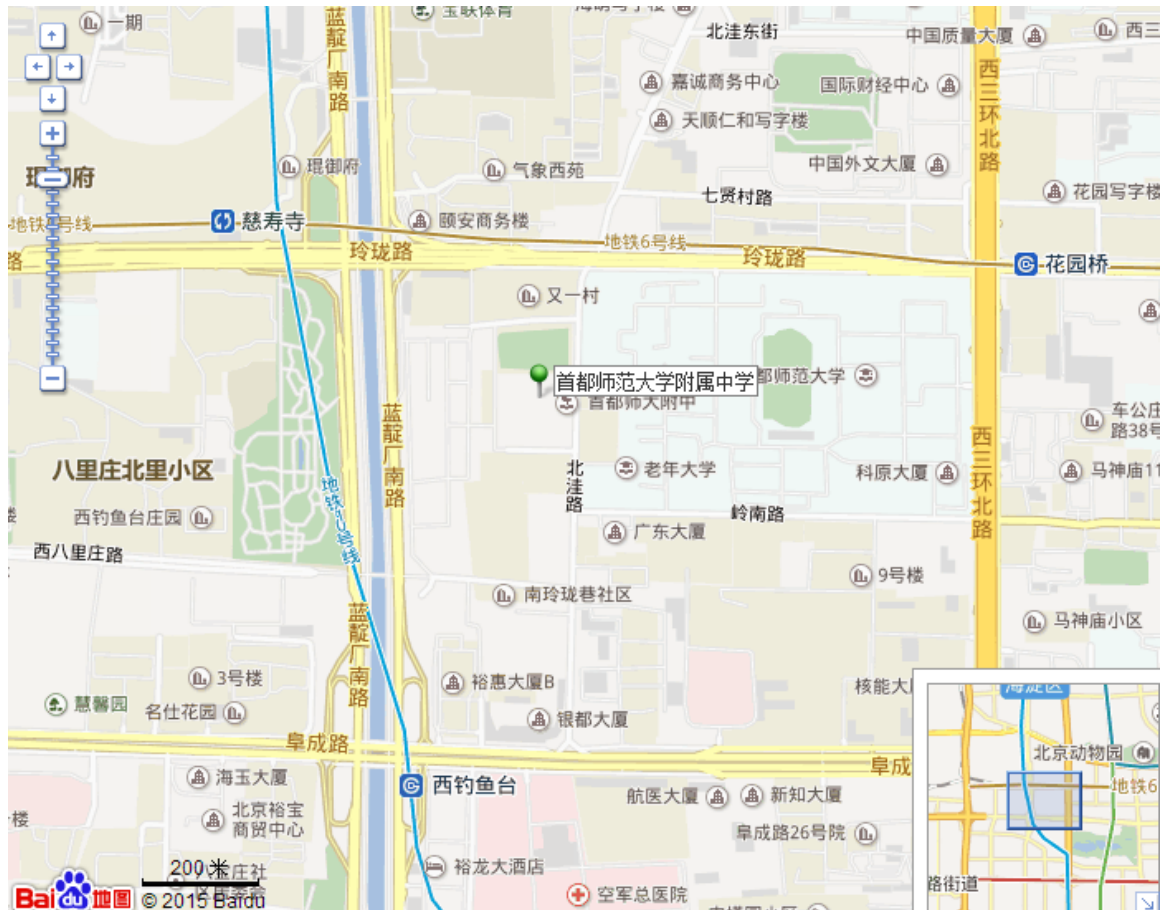 一期
蓝靛厂南路
宝联体育
北洼东街
中国质量大厦
西三
嘉诚商务中心
国际财经中心
西三环北路
天顺仁和写字楼
琨御府
气象西苑
中国外文大厦
七贤村路
花园写字楼
地铁6号线
慈寿寺
颐安商务楼
地铁6号线
玲珑路
玲珑路
花园桥
路
又一村
首都师范大学附属中学
都师范大学
首都师大附中
蓝靛厂南路
车公庄
路38号
八里庄北里小区
北洼路
老年大学
科原大厦
西三环北路
马神庙11
地铁10号线
西钓鱼台庄园
岭南路
广东大厦
西八里庄路
9号楼
南玲珑巷社区
马神庙小区
蓝靛厂南路
3号楼
裕惠大厦B
核能大
慧馨园
名仕花园
银都大厦
海淀区
北京动物园
阜成路
阜成
地铁6
海玉大厦
西钓鱼台
航医大厦
新知大厦
北京裕宝
商贸中心
阜成路26号院
号楼
200 米
裕龙大酒店
路街道
空军总医院
Bai du 地图
© 2015 Baidu